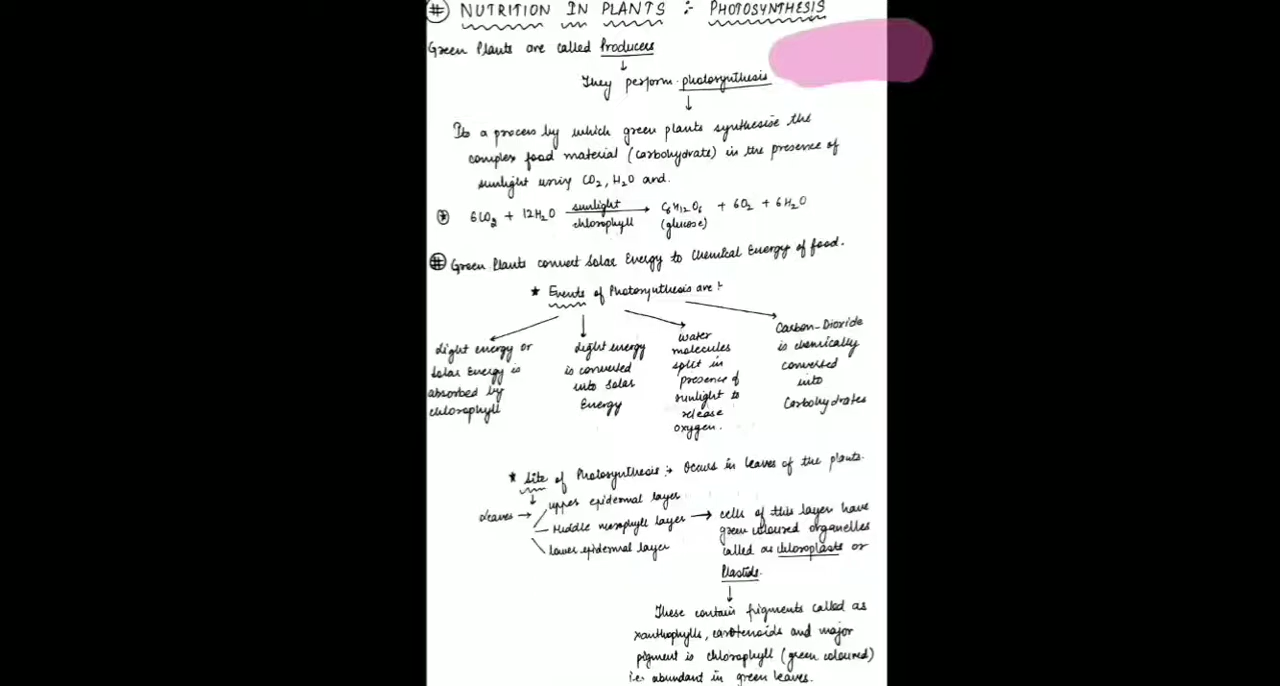 # NUTRITION IN PLANTS :- PHOTOSYNTHESIS
Green Plants are called Producers
↓
They perform photosynthesis
↓
Its a process by which green plants synthesise the
complex food material (carbohydrate) in the presence of
sunlight using CO₂, H₂O and.
* 6CO₂ + 12H₂O sunlight → C₆H₁₂O₆ + 6O₂ + 6H₂O
chlorophyll (glucose)
# Green Plants convert Solar Energy to Chemical Energy of food.
★ Events of Photosynthesis are :-
Light energy or
Solar Energy is
absorbed by
chlorophyll
Light energy
is converted
into solar
Energy
Water
molecules
split in
presence of
sunlight to
release
oxygen.
Carbon-Dioxide
is chemically
converted
into
Carbohydrates
★ Site of Photosynthesis :→ Occurs in leaves of the plants.
↓
Leaves →
upper epidermal layer
Middle mesophyll layer →
lower epidermal layer
cells of this layer have
green coloured organelles
called as chloroplasts or
Plastids.
↓
These contain pigments called as
xanthophylls, carotenoids and major
pigment is chlorophyll (green coloured)
i.e. abundant in green leaves.